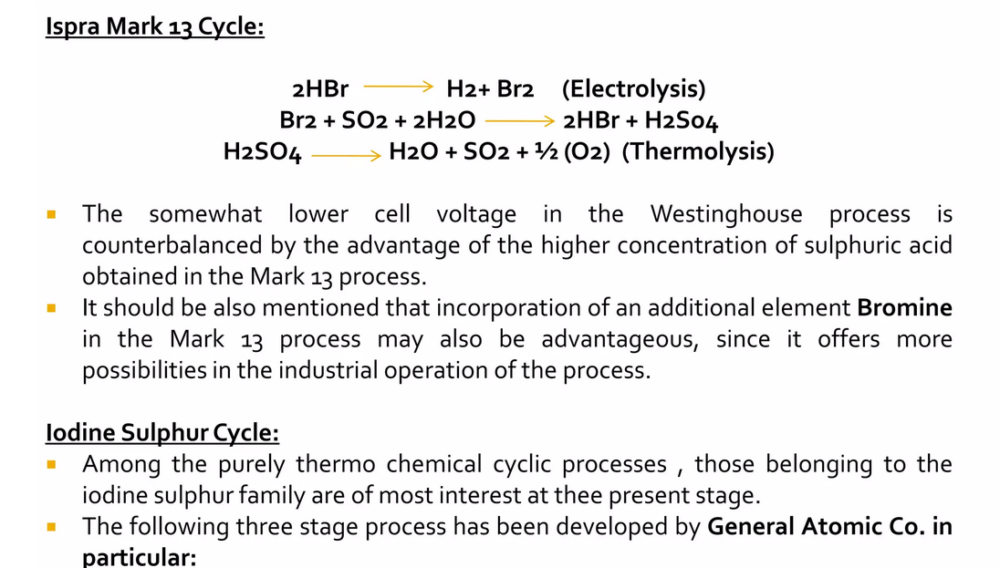 Ispra Mark 13 Cycle:
2HBr → H2+ Br2 (Electrolysis)
Br2 + SO2 + 2H2O → 2HBr + H2So4
H2SO4 → H2O + SO2 + ½ (O2) (Thermolysis)
▪ The somewhat lower cell voltage in the Westinghouse process is
counterbalanced by the advantage of the higher concentration of sulphuric acid
obtained in the Mark 13 process.
▪ It should be also mentioned that incorporation of an additional element Bromine
in the Mark 13 process may also be advantageous, since it offers more
possibilities in the industrial operation of the process.
Iodine Sulphur Cycle:
▪ Among the purely thermo chemical cyclic processes , those belonging to the
iodine sulphur family are of most interest at thee present stage.
▪ The following three stage process has been developed by General Atomic Co. in
particular: